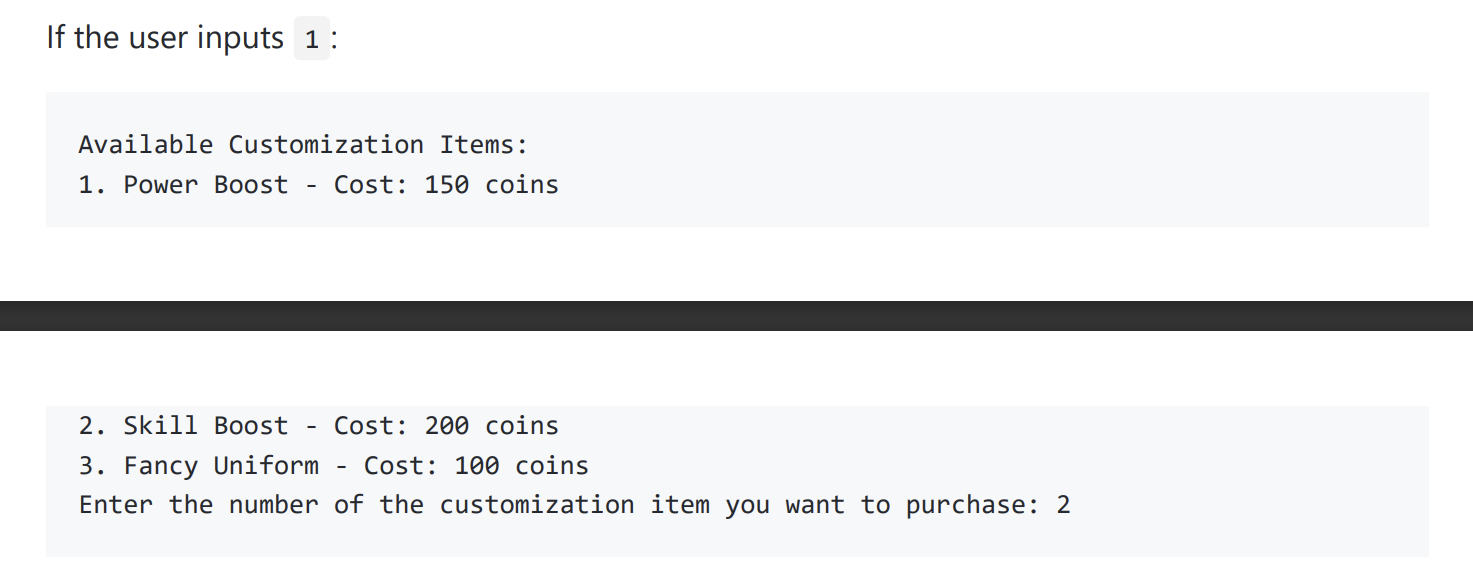 If the user inputs 1:
Available Customization Items:
1. Power Boost - Cost: 150 coins
2. Skill Boost - Cost: 200 coins
3. Fancy Uniform - Cost: 100 coins
Enter the number of the customization item you want to purchase: 2